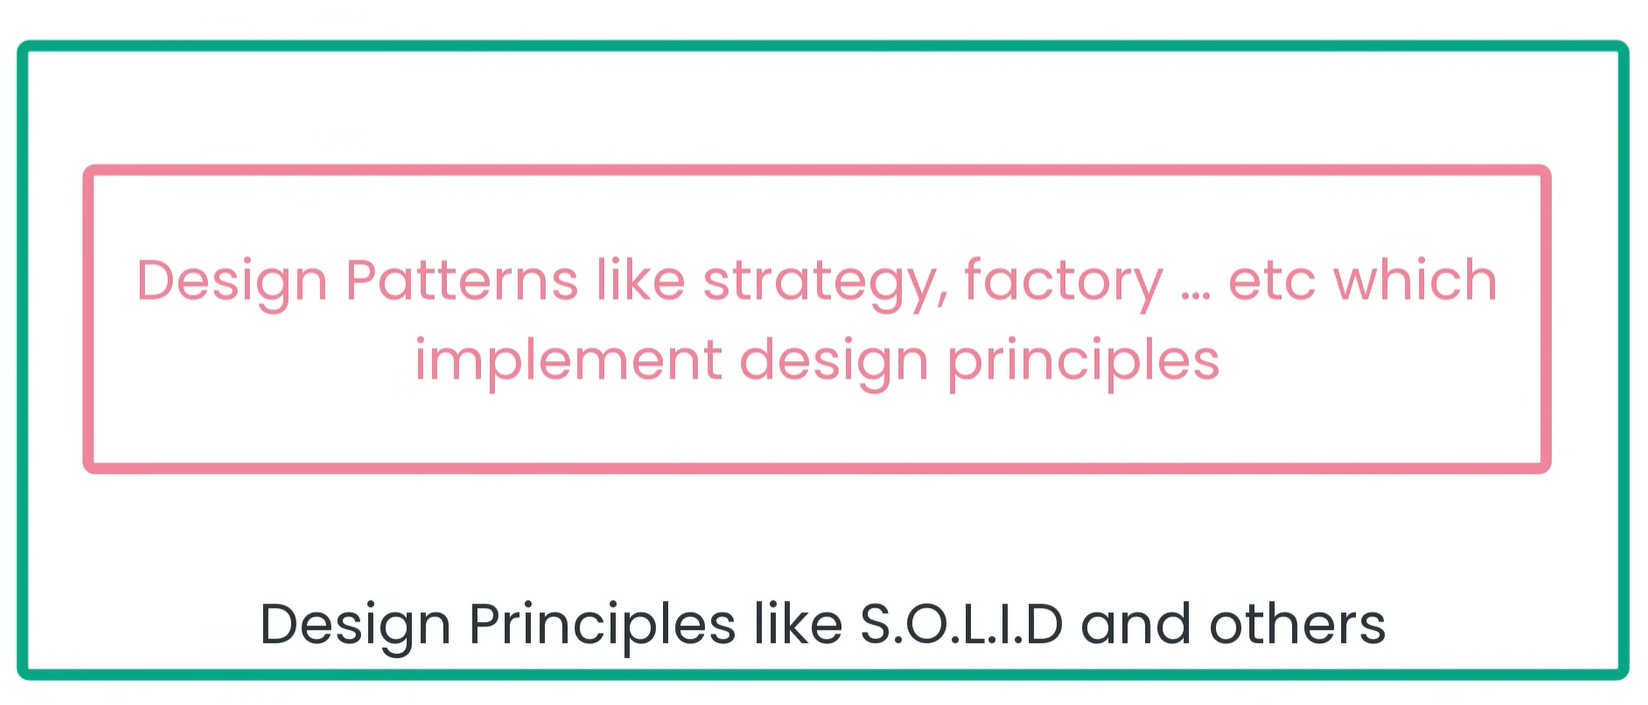 Design Patterns like strategy, factory ... etc which
implement design principles
Design Principles like S.O.L.I.D and others